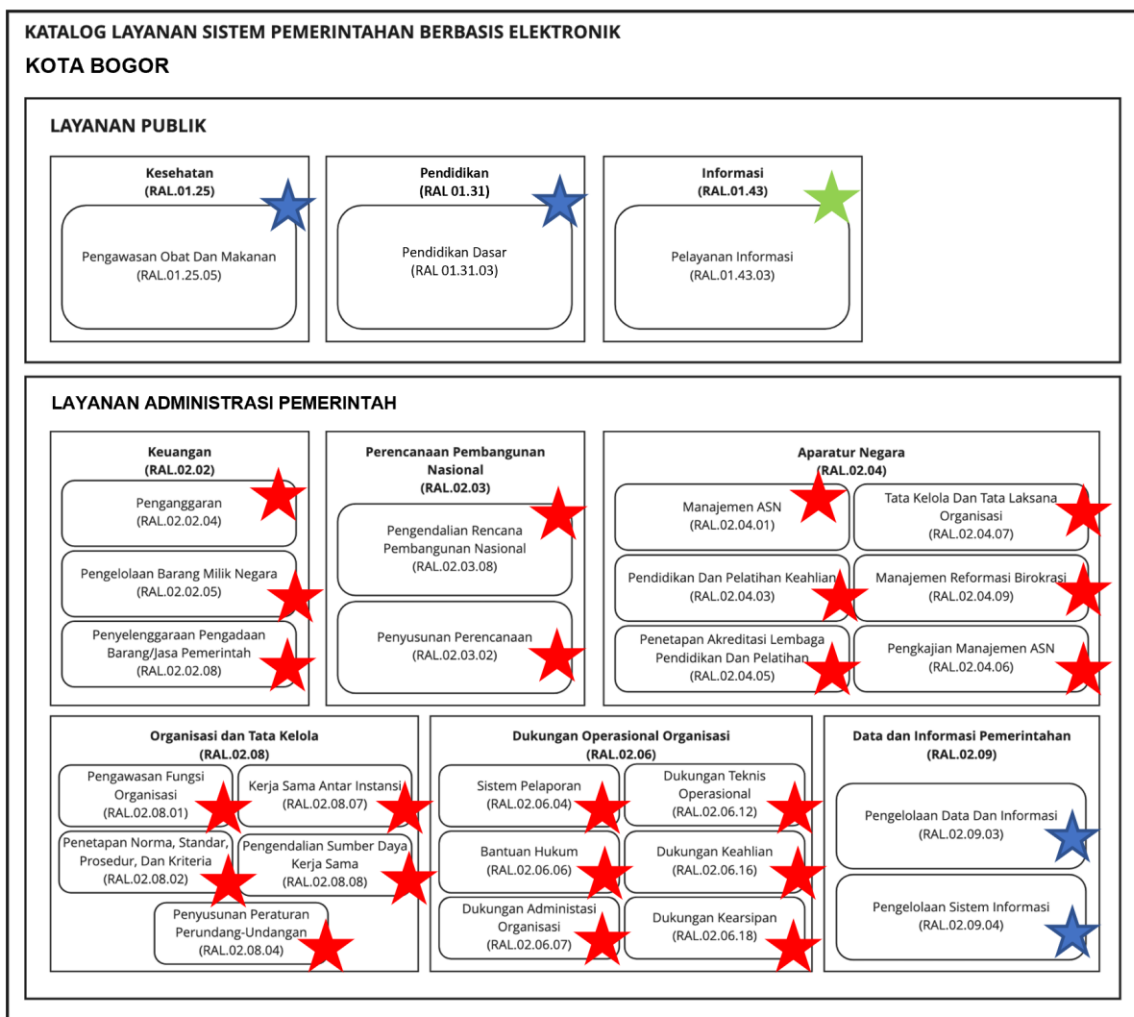 KATALOG LAYANAN SISTEM PEMERINTAHAN BERBASIS ELEKTRONIK
KOTA BOGOR
LAYANAN PUBLIK
Kesehatan
(RAL.01.25)
Pengawasan Obat Dan Makanan
(RAL.01.25.05)
Pendidikan
(RAL 01.31)
Pendidikan Dasar
(RAL 01.31.03)
Informasi
(RAL.01.43)
Pelayanan Informasi
(RAL.01.43.03)
LAYANAN ADMINISTRASI PEMERINTAH
Keuangan
(RAL.02.02)
Penganggaran
(RAL.02.02.04)
Pengelolaan Barang Milik Negara
(RAL.02.02.05)
Penyelenggaraan Pengadaan
Barang/Jasa Pemerintah
(RAL.02.02.08)
Perencanaan Pembangunan
Nasional
(RAL.02.03)
Pengendalian Rencana
Pembangunan Nasional
(RAL.02.03.08)
Penyusunan Perencanaan
(RAL.02.03.02)
Aparatur Negara
(RAL.02.04)
Manajemen ASN
(RAL.02.04.01)
Tata Kelola Dan Tata Laksana
Organisasi
(RAL.02.04.07)
Pendidikan Dan Pelatihan Keahlian
(RAL.02.04.03)
Manajemen Reformasi Birokrasi
(RAL.02.04.09)
Penetapan Akreditasi Lembaga
Pendidikan Dan Pelatihan
(RAL.02.04.05)
Pengkajian Manajemen ASN
(RAL.02.04.06)
Organisasi dan Tata Kelola
(RAL.02.08)
Pengawasan Fungsi
Organisasi
(RAL.02.08.01)
Kerja Sama Antar Instansi
(RAL.02.08.07)
Penetapan Norma, Standar,
Prosedur, Dan Kriteria
(RAL.02.08.02)
Pengendalian Sumber Daya
Kerja Sama
(RAL.02.08.08)
Penyusunan Peraturan
Perundang-Undangan
(RAL.02.08.04)
Dukungan Operasional Organisasi
(RAL.02.06)
Sistem Pelaporan
(RAL.02.06.04)
Dukungan Teknis
Operasional
(RAL.02.06.12)
Bantuan Hukum
(RAL.02.06.06)
Dukungan Keahlian
(RAL.02.06.16)
Dukungan Administasi
Organisasi
(RAL.02.06.07)
Dukungan Kearsipan
(RAL.02.06.18)
Data dan Informasi Pemerintahan
(RAL.02.09)
Pengelolaan Data Dan Informasi
(RAL.02.09.03)
Pengelolaan Sistem Informasi
(RAL.02.09.04)